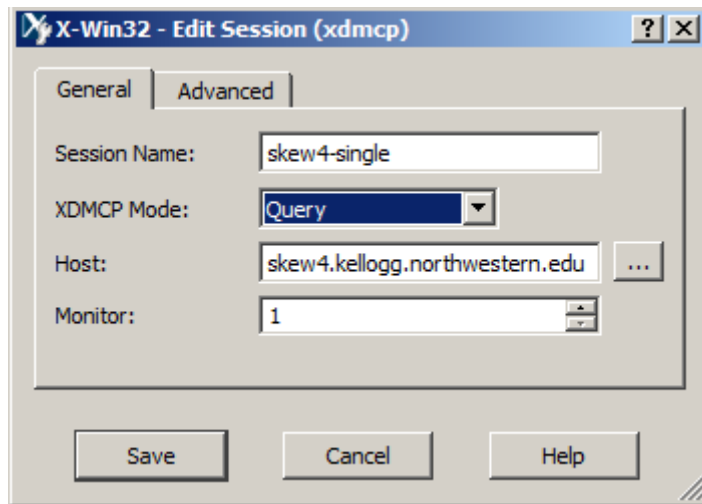 X-Win32 - Edit Session (xdmcp)
General Advanced
Session Name: skew4-single
XDMCP Mode: Query
Host: skew4.kellogg.northwestern.edu ...
Monitor: 1
Save Cancel Help